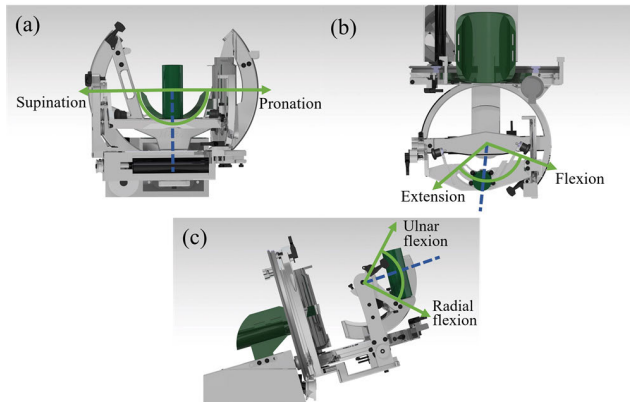 (a)
Supination
Pronation
(b)
Extension
Flexion
(c)
Ulnar
flexion
Radial
flexion